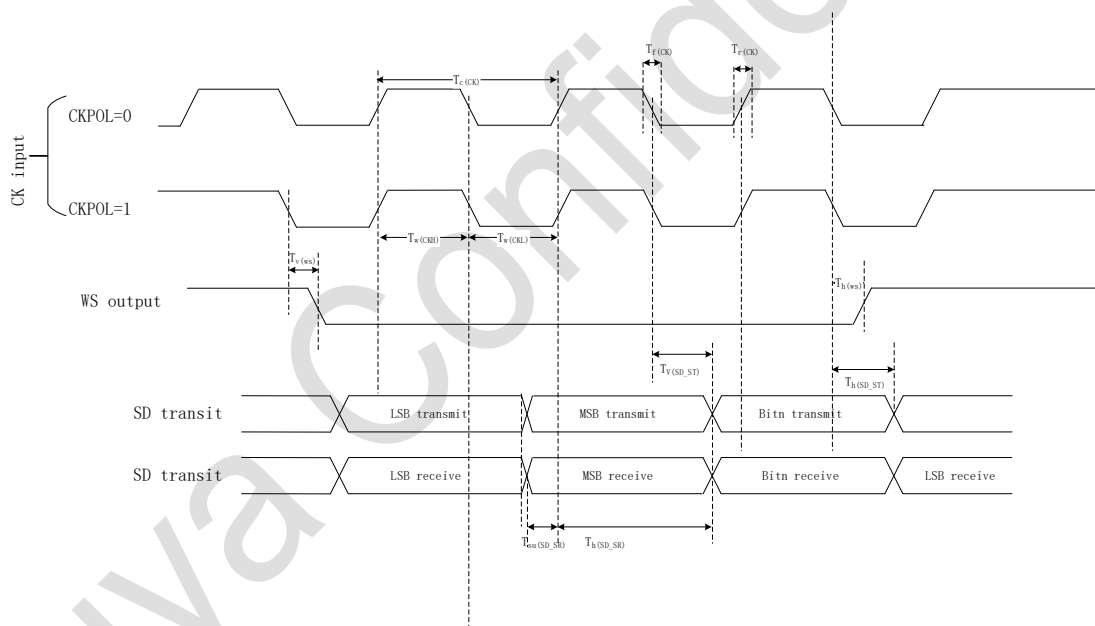 T f(CK)
T r(CK)
T c(CK)
CK input
CKPOL=0
CKPOL=1
T w(CKH)
T w(CKL)
T v(ws)
WS output
T h(ws)
T V(SD_ST)
T h(SD_ST)
SD transit
LSB transmit
MSB transmit
Bitn transmit
SD transit
LSB receive
MSB receive
Bitn receive
LSB receive
T su(SD_SR)
T h(SD_SR)